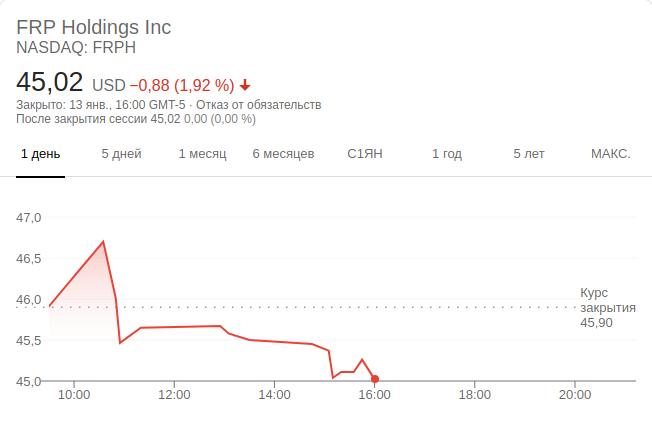 FRP Holdings Inc
NASDAQ: FRPH
45,02 USD −0,88 (1,92 %)
Закрыто: 13 янв., 16:00 GMT-5 · Отказ от обязательств
После закрытия сессии 45,02 0,00 (0,00 %)
1 день 5 дней 1 месяц 6 месяцев С1ЯН 1 год 5 лет МАКС.
47,0
46,5
46,0
Курс
закрытия
45,90
45,5
45,0
10:00 12:00 14:00 16:00 18:00 20:00